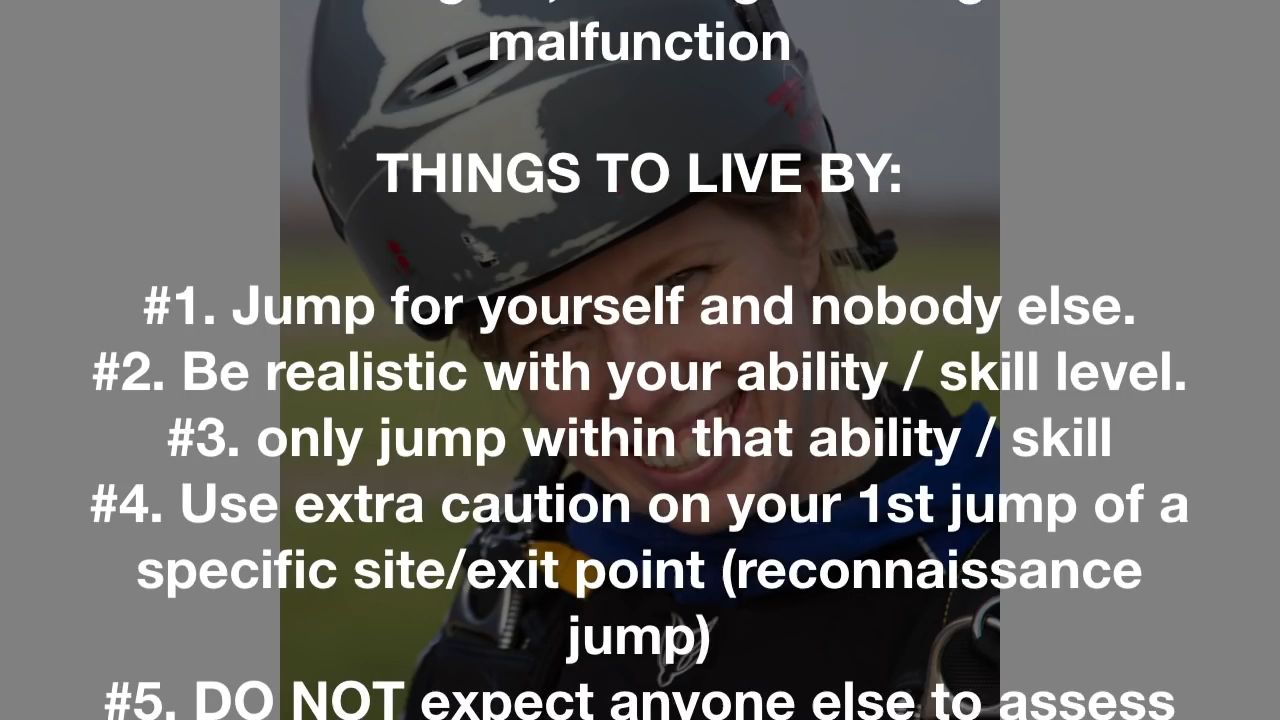 malfunction
THINGS TO LIVE BY:
#1. Jump for yourself and nobody else.
#2. Be realistic with your ability / skill level.
#3. only jump within that ability / skill
#4. Use extra caution on your 1st jump of a
specific site/exit point (reconnaissance
jump)
#5. DO NOT expect anyone else to assess